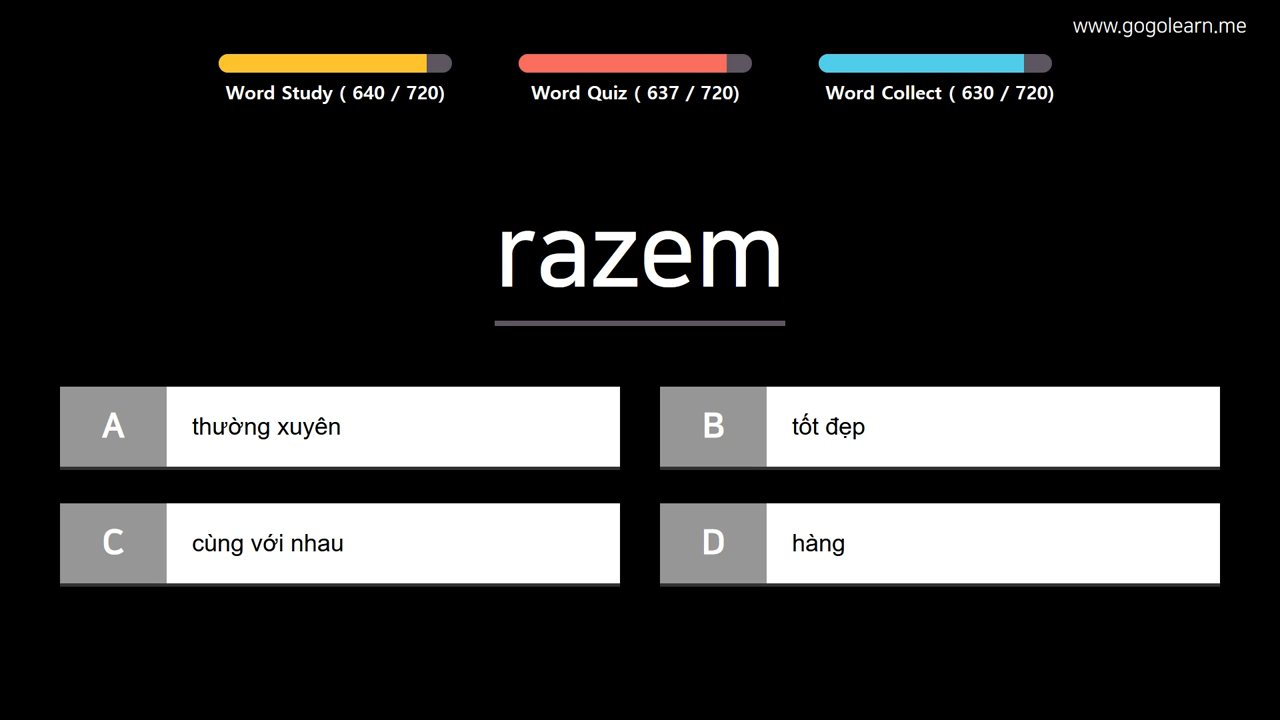 www.gogolearn.me
Word Study ( 640 / 720)
Word Quiz ( 637 / 720)
Word Collect ( 630 / 720)
razem
A
thường xuyên
B
tốt đẹp
C
cùng với nhau
D
hàng